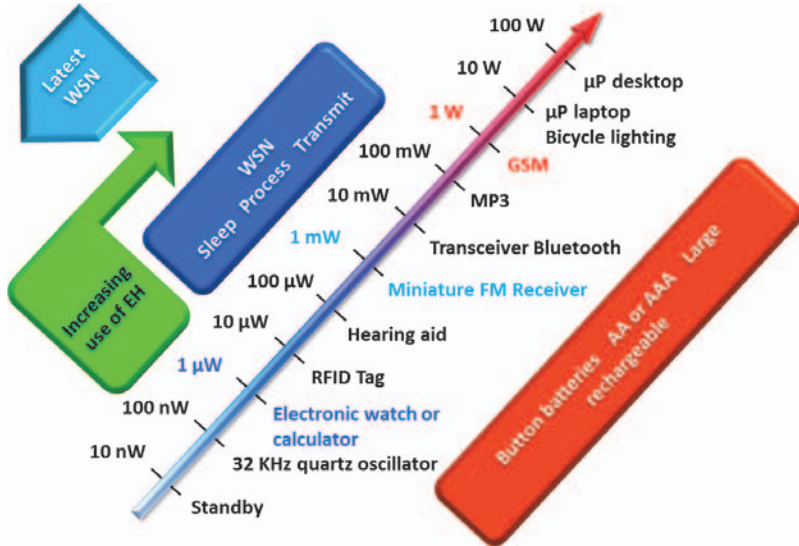 Latest
WSN
Increasing
use of EH
WSN
Sleep Process Transmit
100 W
10 W
1 W
100 mW
10 mW
1 mW
100 µW
10 µW
1 µW
100 nW
10 nW
µP desktop
µP laptop
Bicycle lighting
GSM
MP3
Transceiver Bluetooth
Miniature FM Receiver
Hearing aid
RFID Tag
Electronic watch or
calculator
32 KHz quartz oscillator
Standby
Button batteries AA or AAA Large
rechargeable